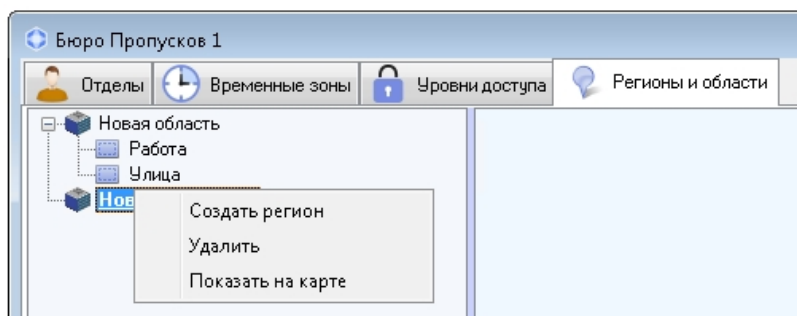 Бюро Пропусков 1
Отделы Временные зоны Уровни доступа Регионы и области
Новая область
Работа
Улица
Нов
Создать регион
Удалить
Показать на карте